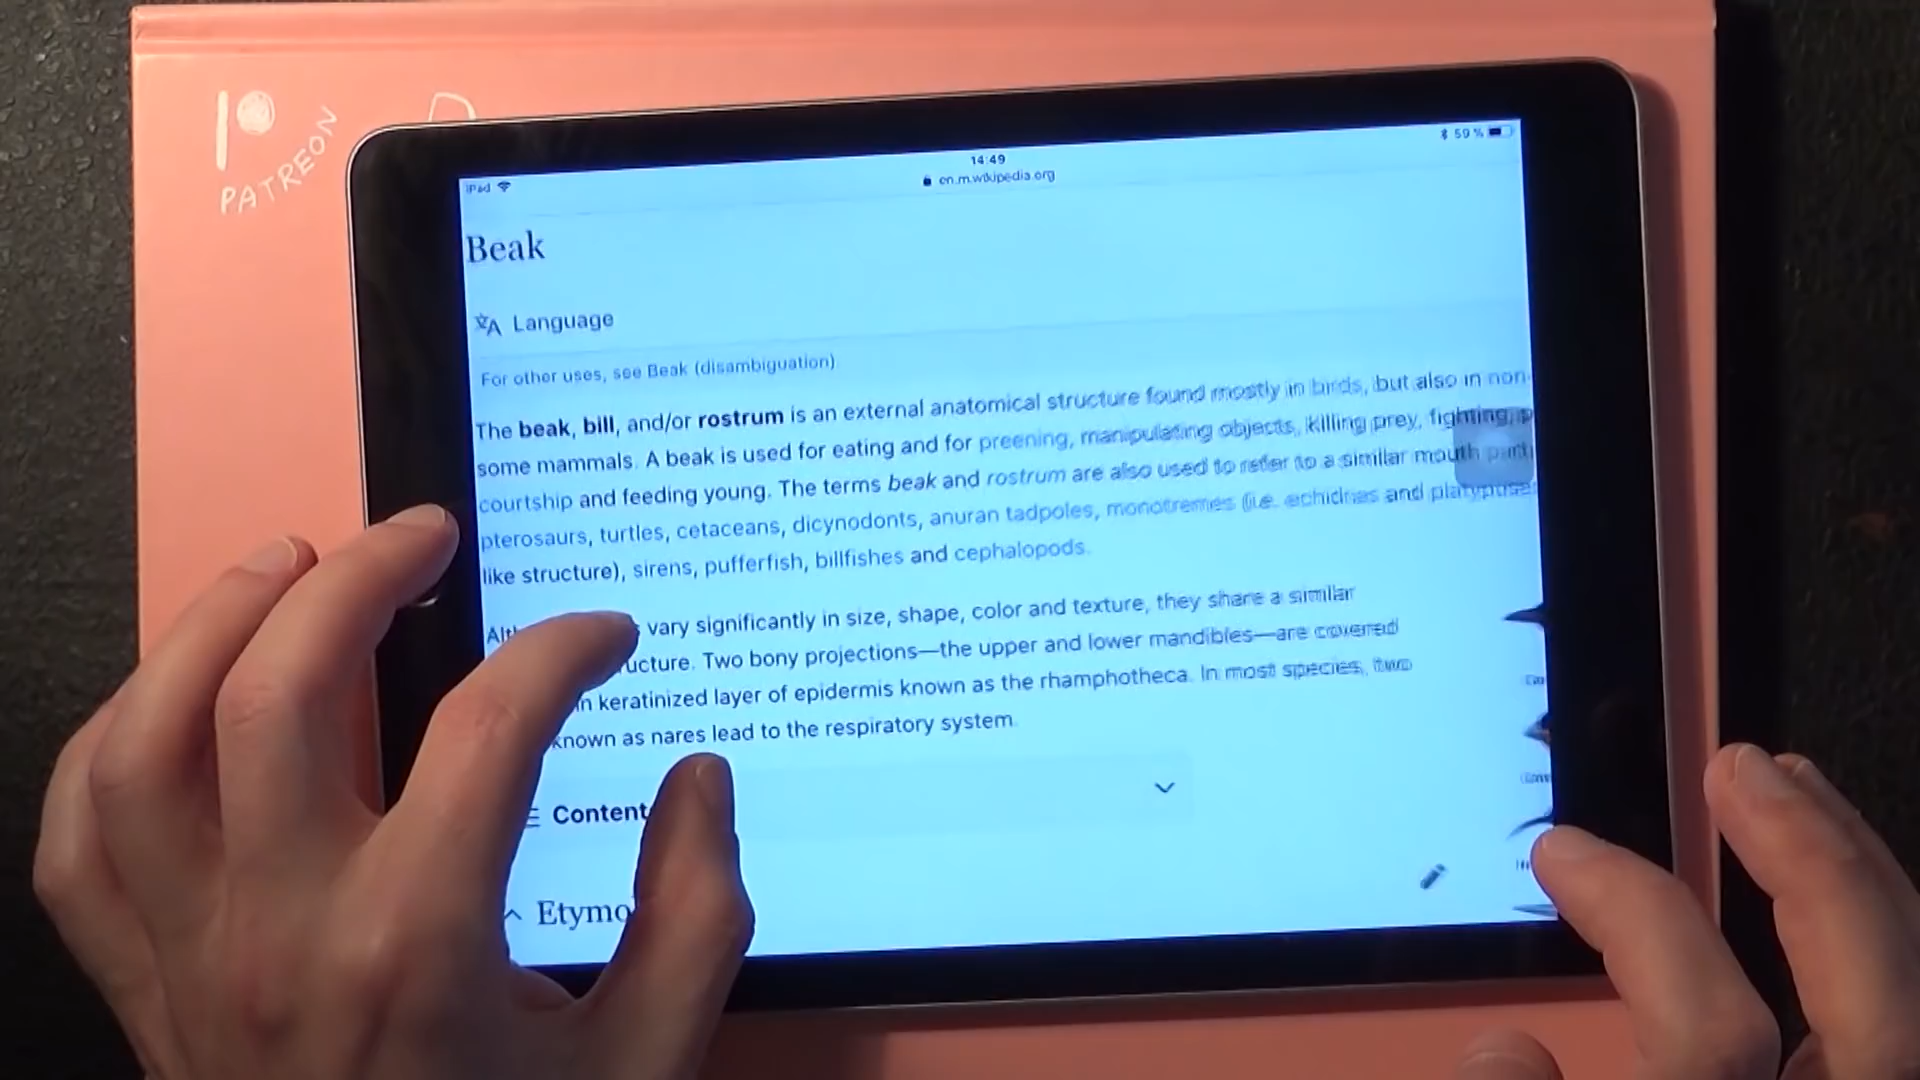 PATREON
iPad
14:49
59 %
en.m.wikipedia.org
Beak
Language
For other uses, see Beak (disambiguation).
The beak, bill, and/or rostrum is an external anatomical structure found mostly in birds, but also in non-
some mammals. A beak is used for eating and for preening, manipulating objects, killing prey, fighting, p
courtship and feeding young. The terms beak and rostrum are also used to refer to a similar mouth part
pterosaurs, turtles, cetaceans, dicynodonts, anuran tadpoles, monotremes (i.e. echidnas and platypuse
like structure), sirens, pufferfish, billfishes and cephalopods.
vary significantly in size, shape, color and texture, they share a similar
ucture. Two bony projections—the upper and lower mandibles—are covered
in keratinized layer of epidermis known as the rhamphotheca. In most species, two
known as nares lead to the respiratory system.
Content
Etymo